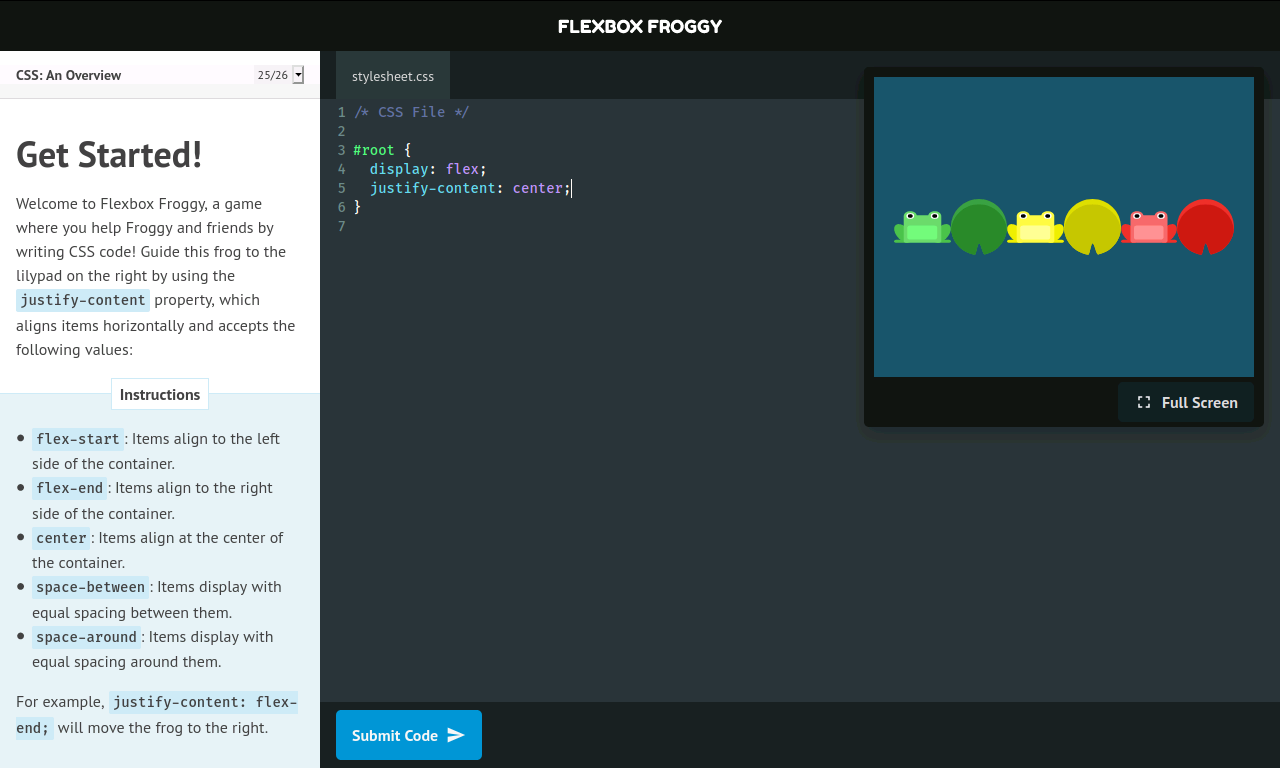 FLEXBOX FROGGY
CSS: An Overview
25/26
Get Started!
Welcome to Flexbox Froggy, a game
where you help Froggy and friends by
writing CSS code! Guide this frog to the
lilypad on the right by using the
justify-content property, which
aligns items horizontally and accepts the
following values:
Instructions
flex-start: Items align to the left
side of the container.
flex-end: Items align to the right
side of the container.
center: Items align at the center of
the container.
space-between: Items display with
equal spacing between them.
space-around: Items display with
equal spacing around them.
For example, justify-content: flex-
end; will move the frog to the right.
stylesheet.css
1 /* CSS File */
2
3 #root {
4 display: flex;
5 justify-content: center;
6 }
7
Full Screen
Submit Code